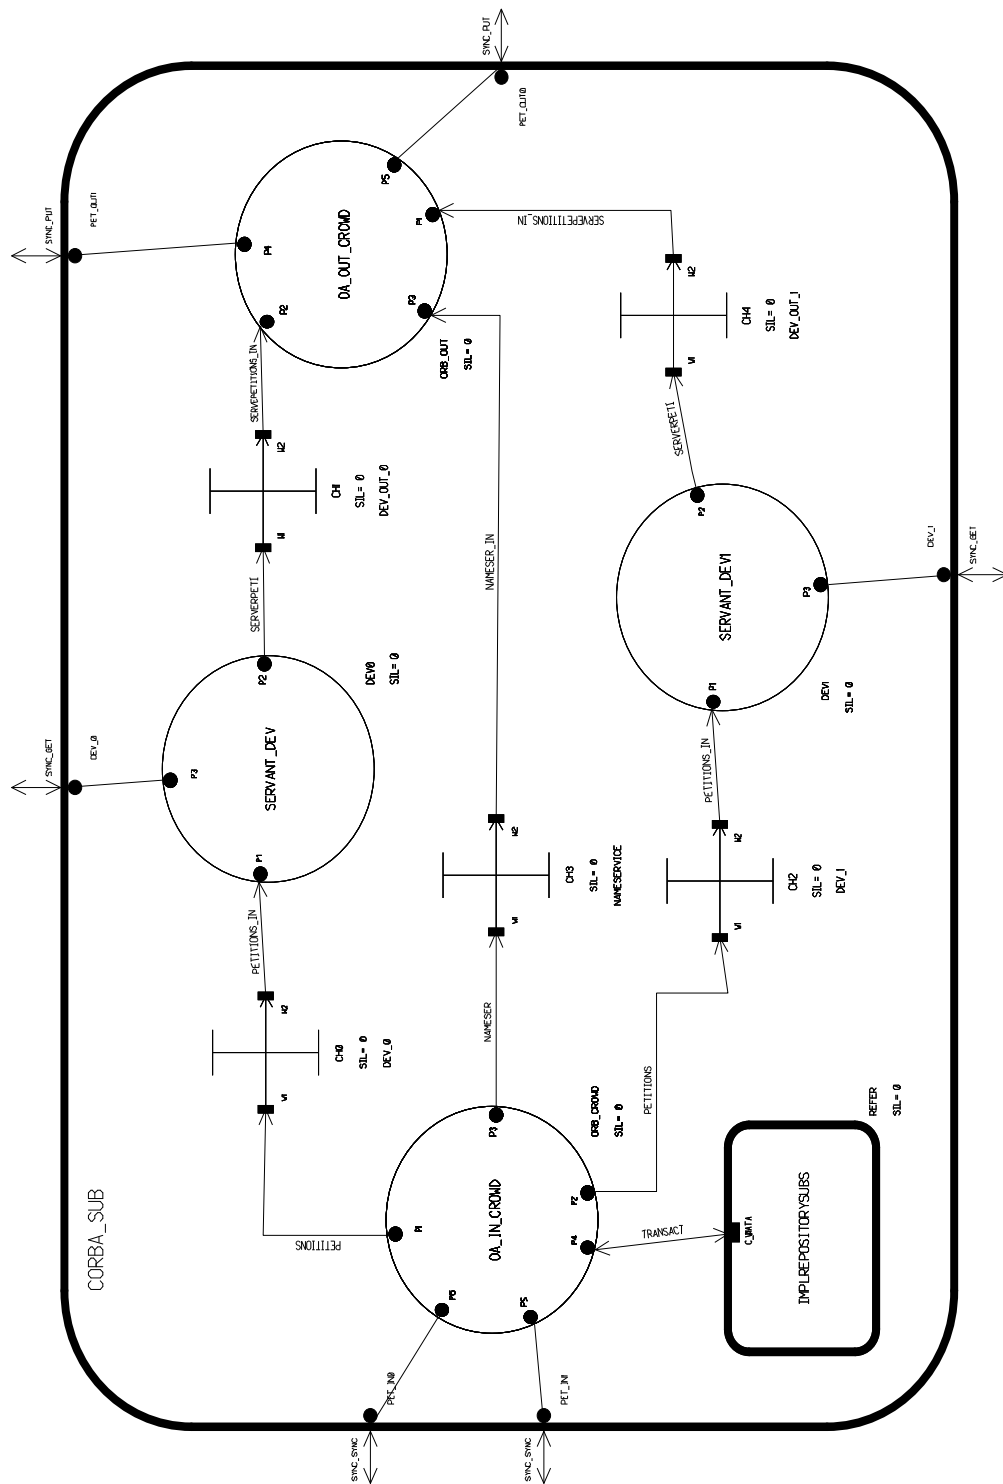 CORBA_SUB
SYNC_PUT
PET_OUT1
SYNC_PUT
PET_OUT0
P4
P5
P2
P3
OA_OUT_CROWD
ORB_OUT
SIL= 0
SERVEPETITIONS_IN
SERVEPETITIONS_IN
W2
W1
CH1
SIL= 0
DEV_OUT_0
SERVERPETI
W2
W1
CH4
SIL= 0
DEV_OUT_1
SERVERPETI
NAMESER_IN
SYNC_GET
DEV_0
P2
P3
P1
SERVANT_DEV
DEV0
SIL= 0
DEV_1
SYNC_GET
P2
P3
P1
SERVANT_DEV1
DEV1
SIL= 0
PETITIONS_IN
W2
W1
CH0
SIL= 0
DEV_0
PETITIONS
W2
W1
CH3
SIL= 0
NAMESERVICE
NAMESER
PETITIONS_IN
W2
W1
CH2
SIL= 0
DEV_1
PETITIONS
P3
P1
P2
P4
P5
OA_IN_CROWD
ORB_CROWD
SIL= 0
TRANSACT
IMPLREPOSITORYSUBS
REFER
SIL= 0
PET_IN0
SYNC_SYNC
PET_IN1
SYNC_SYNC